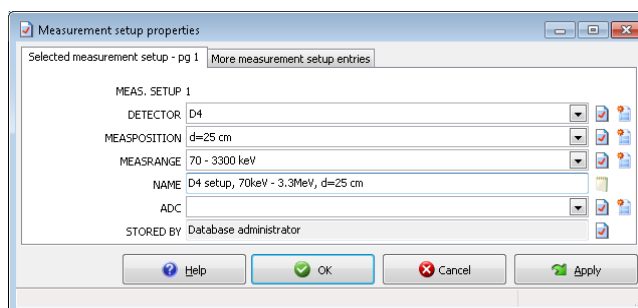 Measurement setup properties
Selected measurement setup - pg 1 More measurement setup entries
MEAS. SETUP 1
DETECTOR D4
MEASPOSITION d=25 cm
MEASRANGE 70 - 3300 keV
NAME D4 setup, 70keV - 3.3MeV, d=25 cm
ADC
STORED BY Database administrator
Help OK Cancel Apply